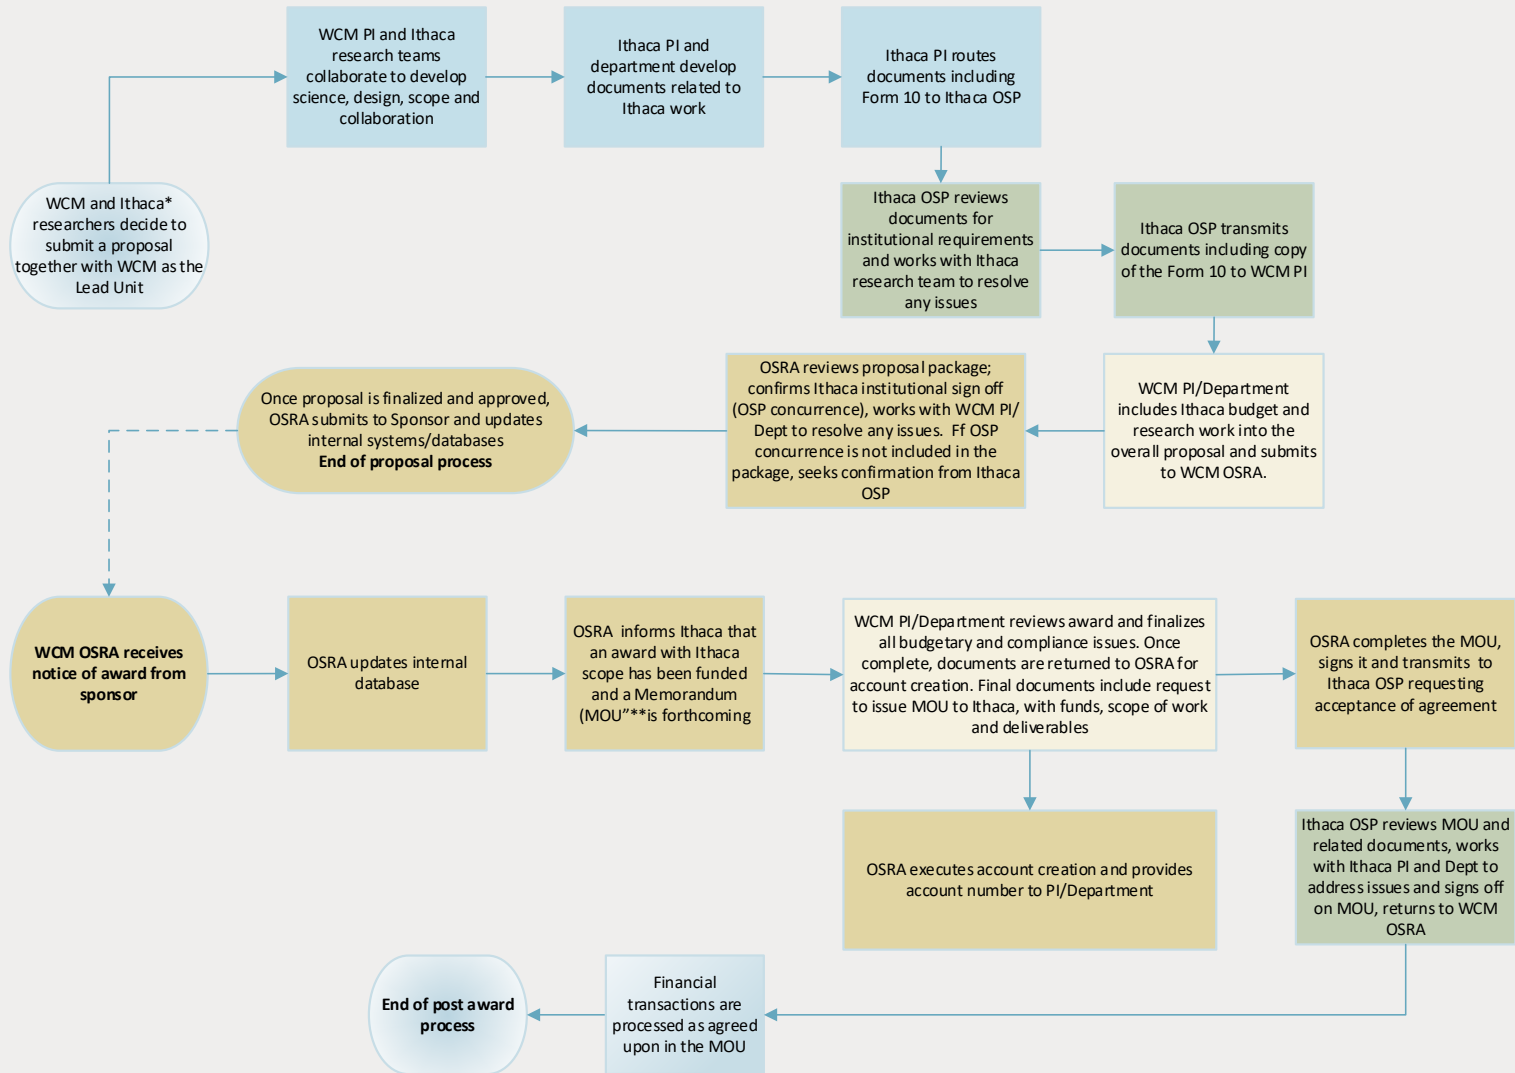 WCM PI and Ithaca
research teams
collaborate to develop
science, design, scope and
collaboration
Ithaca PI and
department develop
documents related to
Ithaca work
Ithaca PI routes
documents including
Form 10 to Ithaca OSP
WCM and Ithaca*
researchers decide to
submit a proposal
together with WCM as the
Lead Unit
Ithaca OSP reviews
documents for
institutional requirements
and works with Ithaca
research team to resolve
any issues
Ithaca OSP transmits
documents including copy
of the Form 10 to WCM PI
Once proposal is finalized and approved,
OSRA submits to Sponsor and updates
internal systems/databases
End of proposal process
OSRA reviews proposal package;
confirms Ithaca institutional sign off
(OSP concurrence), works with WCM PI/
Dept to resolve any issues.  Ff OSP
concurrence is not included in the
package, seeks confirmation from Ithaca
OSP
WCM PI/Department
includes Ithaca budget and
research work into the
overall proposal and submits
to WCM OSRA.
WCM OSRA receives
notice of award from
sponsor
OSRA updates internal
database
OSRA  informs Ithaca that
an award with Ithaca
scope has been funded
and a Memorandum
(MOU"**is forthcoming
WCM PI/Department reviews award and finalizes
all budgetary and compliance issues. Once
complete, documents are returned to OSRA for
account creation. Final documents include request
to issue MOU to Ithaca, with funds, scope of work
and deliverables
OSRA completes the MOU,
signs it and transmits  to
Ithaca OSP requesting
acceptance of agreement
OSRA executes account creation and provides
account number to PI/Department
Ithaca OSP reviews MOU and
related documents, works
with Ithaca PI and Dept to
address issues and signs off
on MOU, returns to WCM
OSRA
End of post award
process
Financial
transactions are
processed as agreed
upon in the MOU